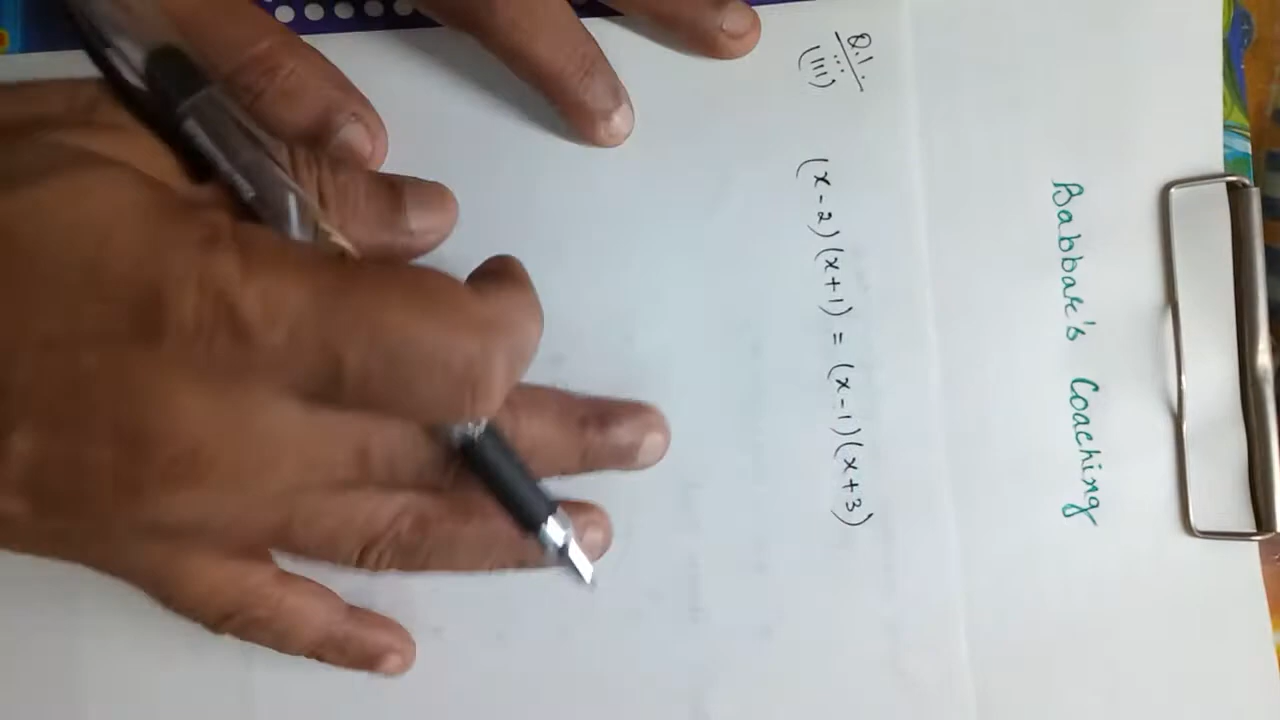 Babbar's Coaching
Q.1.
(iii)
(x-2)(x+1) = (x-1)(x+3)